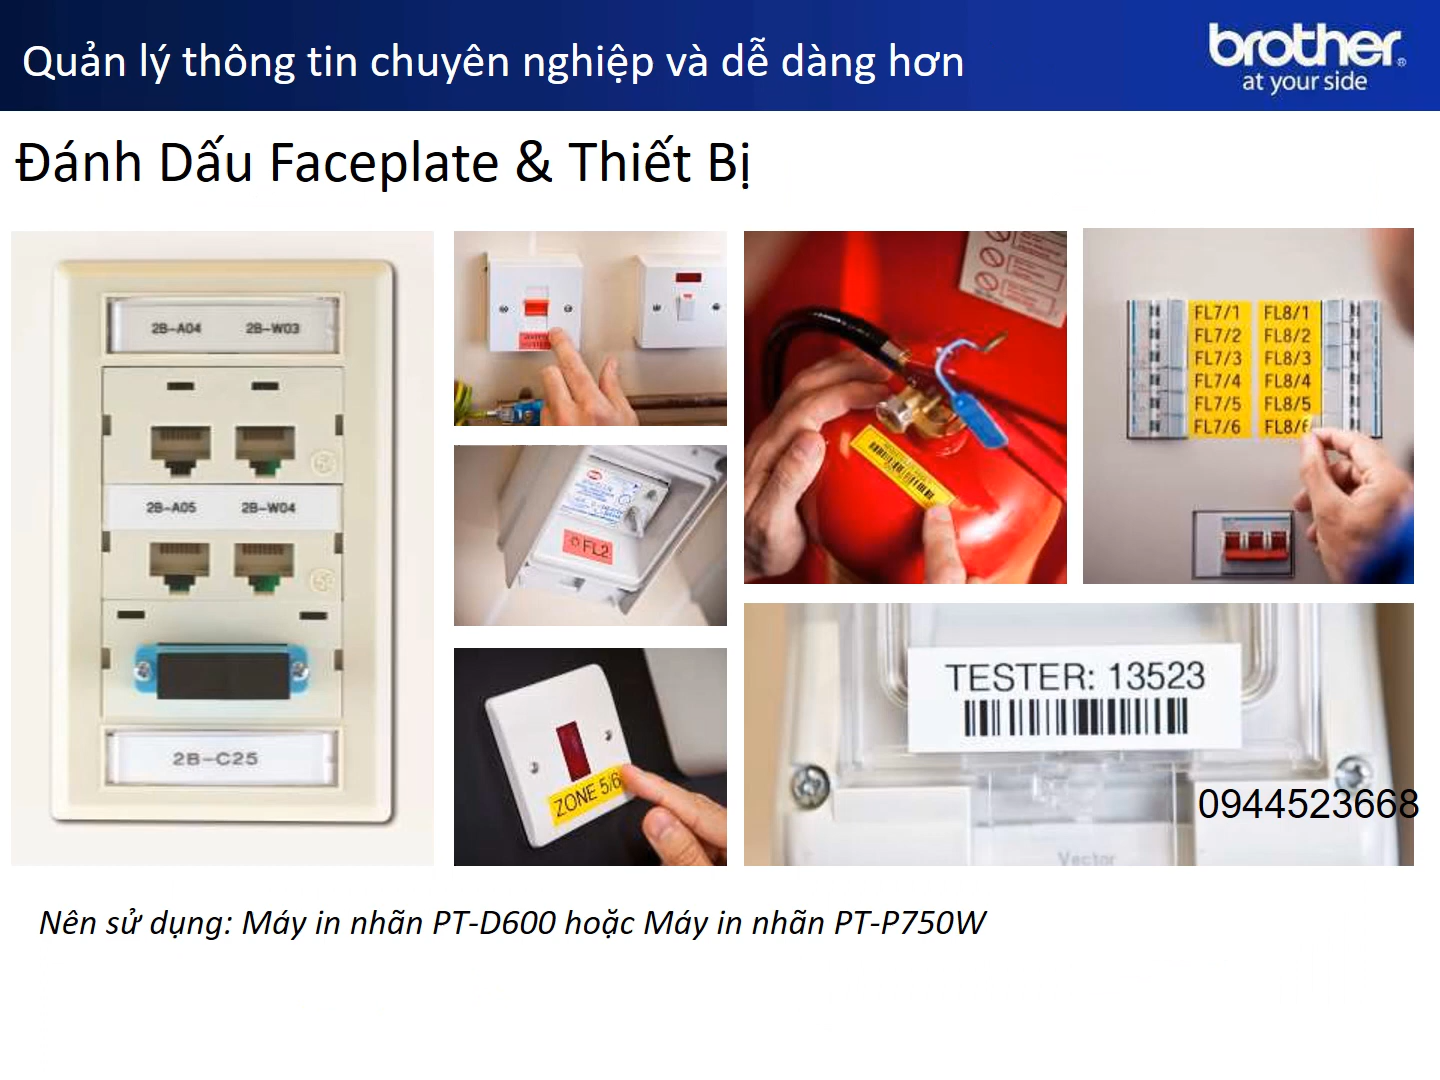 Quản lý thông tin chuyên nghiệp và dễ dàng hơn
brother®
at your side
Đánh Dấu Faceplate & Thiết Bị
2B-A04 2B-W03
2B-A05 2B-W04
2B-C25
FL2
ZONE 5/6
FL7/1 FL8/1
FL7/2 FL8/2
FL7/3 FL8/3
FL7/4 FL8/4
FL7/5 FL8/5
FL7/6 FL8/6
TESTER: 13523
0944523668
Vector
Nên sử dụng: Máy in nhãn PT-D600 hoặc Máy in nhãn PT-P750W